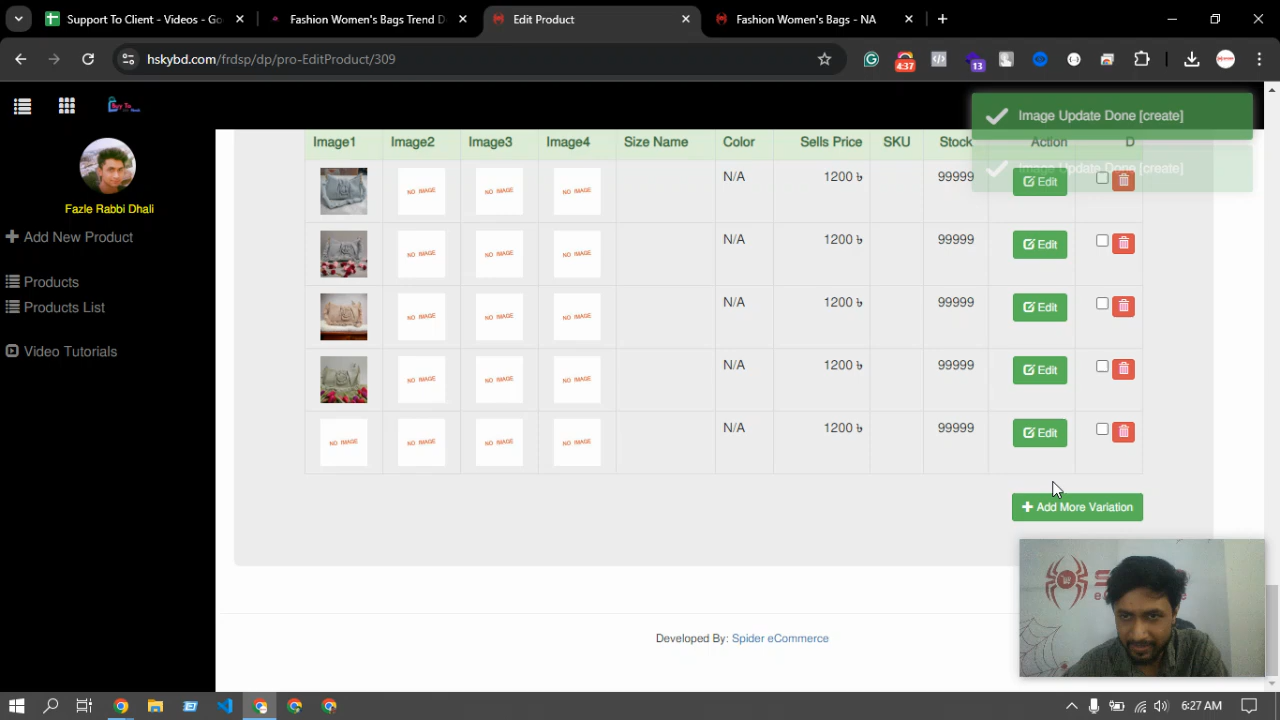 Support To Client - Videos - Go
Fashion Women's Bags Trend D
Edit Product
Fashion Women's Bags - NA
hskybd.com/frdsp/dp/pro-EditProduct/309
4:37
13
Image Update Done [create]
Image Update Done [create]
Fazle Rabbi Dhali
Add New Product
Products
Products List
Video Tutorials
Image1 Image2 Image3 Image4 Size Name Color Sells Price SKU Stock Action D
NO IMAGE NO IMAGE NO IMAGE N/A 1200 ৳ 99999 Edit
NO IMAGE NO IMAGE NO IMAGE N/A 1200 ৳ 99999 Edit
NO IMAGE NO IMAGE NO IMAGE N/A 1200 ৳ 99999 Edit
NO IMAGE NO IMAGE NO IMAGE N/A 1200 ৳ 99999 Edit
NO IMAGE NO IMAGE NO IMAGE NO IMAGE N/A 1200 ৳ 99999 Edit
Add More Variation
Developed By: Spider eCommerce
6:27 AM